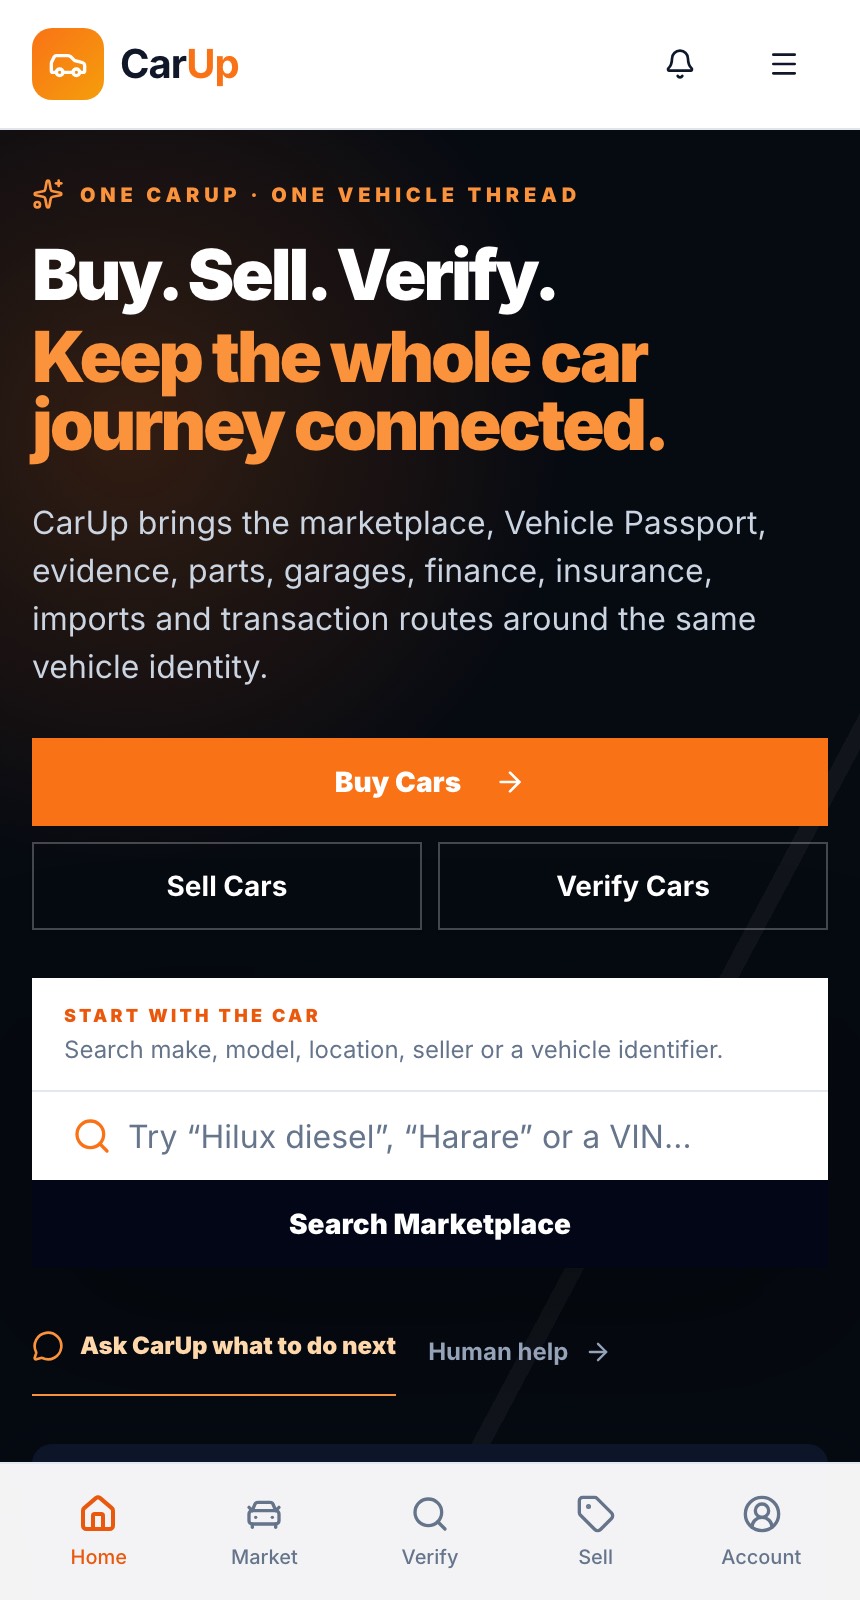 CarUp
ONE CARUP · ONE VEHICLE THREAD
Buy. Sell. Verify.
Keep the whole car
journey connected.
CarUp brings the marketplace, Vehicle Passport,
evidence, parts, garages, finance, insurance,
imports and transaction routes around the same
vehicle identity.
Buy Cars
Sell Cars
Verify Cars
START WITH THE CAR
Search make, model, location, seller or a vehicle identifier.
Try “Hilux diesel”, “Harare” or a VIN...
Search Marketplace
Ask CarUp what to do next
Human help
Home
Market
Verify
Sell
Account